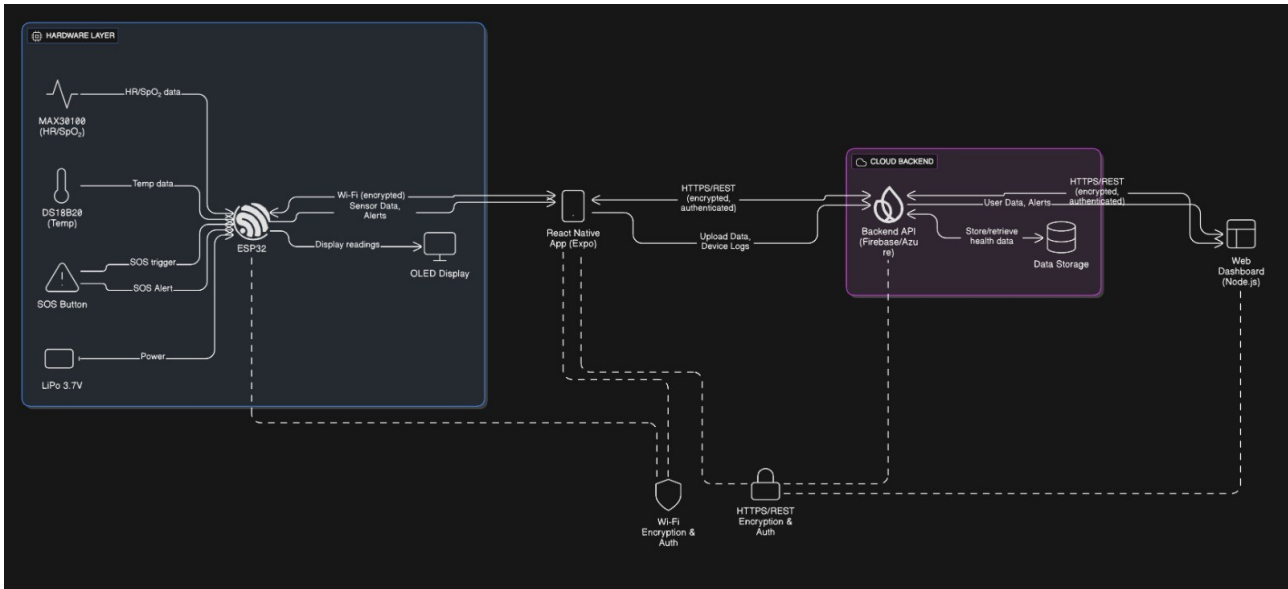 HARDWARE LAYER
HR/SpO₂ data
MAX30100
(HR/SpO₂)
Temp data
DS18B20
(Temp)
SOS trigger
SOS Alert
SOS Button
Power
LiPo 3.7V
ESP32
Display readings
OLED Display
Wi-Fi (encrypted)
Sensor Data,
Alerts
React Native
App (Expo)
HTTPS/REST
(encrypted,
authenticated)
Upload Data,
Device Logs
CLOUD BACKEND
Backend API
(Firebase/Azu
re)
Store/retrieve
health data
Data Storage
HTTPS/REST
(encrypted,
authenticated)
User Data, Alerts
Web
Dashboard
(Node.js)
Wi-Fi
Encryption &
Auth
HTTPS/REST
Encryption &
Auth